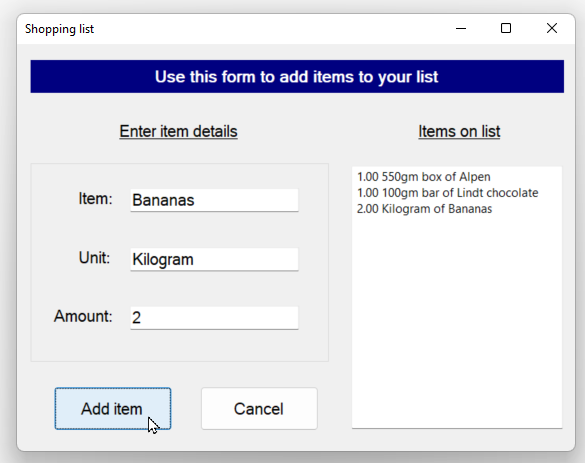 Shopping list
Use this form to add items to your list
Enter item details
Items on list
Item: Bananas
Unit: Kilogram
Amount: 2
1.00 550gm box of Alpen
1.00 100gm bar of Lindt chocolate
2.00 Kilogram of Bananas
Add item
Cancel